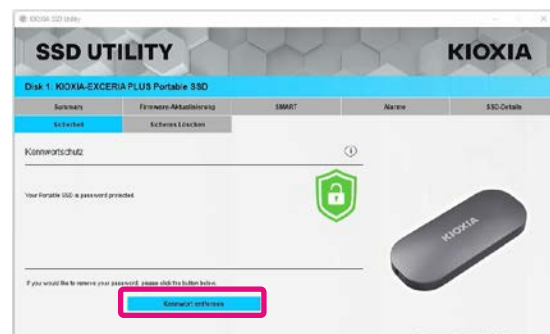 KIOXIA SSD Utility
SSD UTILITY
KIOXIA
Disk 1: KIOXIA-EXCERIA PLUS Portable SSD
Summary Firmware-Aktualisierung SMART Alarme SSD-Details
Sicherheit Sicheres Löschen
Kennwortschutz
Your Portable SSD is password protected.
KIOXIA
If you would like to remove your password, please click the button below.
Kennwort entfernen